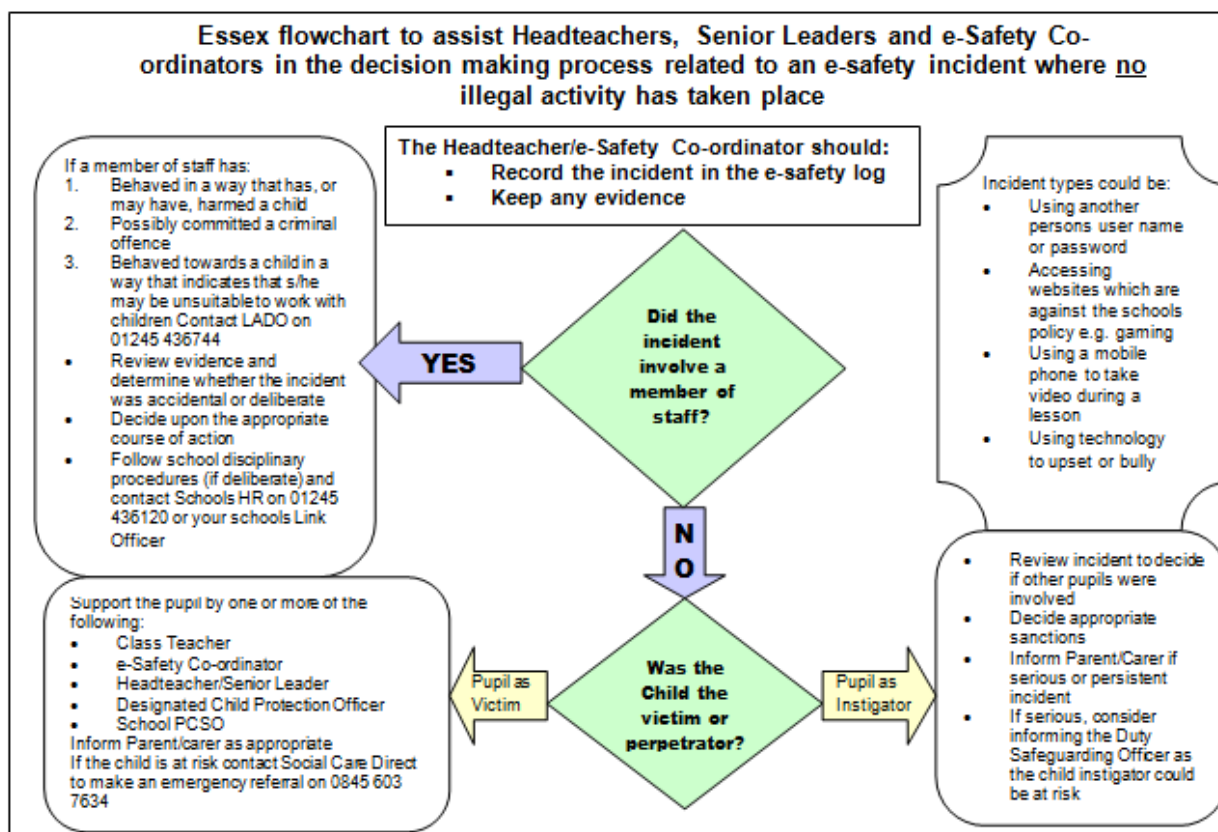 Essex flowchart to assist Headteachers, Senior Leaders and e-Safety Co-
ordinators in the decision making process related to an e-safety incident where no
illegal activity has taken place
The Headteacher/e-Safety Co-ordinator should:
▪ Record the incident in the e-safety log
▪ Keep any evidence
If a member of staff has:
1. Behaved in a way that has, or
may have, harmed a child
2. Possibly committed a criminal
offence
3. Behaved towards a child in a
way that indicates that s/he
may be unsuitable to work with
children Contact LADO on
01245 436744
• Review evidence and
determine whether the incident
was accidental or deliberate
• Decide upon the appropriate
course of action
• Follow school disciplinary
procedures (if deliberate) and
contact Schools HR on 01245
436120 or your schools Link
Officer
YES
Did the
incident
involve a
member of
staff?
Incident types could be:
• Using another
persons user name
or password
• Accessing
websites which are
against the schools
policy e.g. gaming
• Using a mobile
phone to take
video during a
lesson
• Using technology
to upset or bully
N
O
Support the pupil by one or more of the
following:
• Class Teacher
• e-Safety Co-ordinator
• Headteacher/Senior Leader
• Designated Child Protection Officer
• School PCSO
Inform Parent/carer as appropriate
If the child is at risk contact Social Care Direct
to make an emergency referral on 0845 603
7634
Pupil as
Victim
Was the
Child the
victim or
perpetrator?
Pupil as
Instigator
• Review incident to decide
if other pupils were
involved
• Decide appropriate
sanctions
• Inform Parent/Carer if
serious or persistent
incident
• If serious, consider
informing the Duty
Safeguarding Officer as
the child instigator could
be at risk